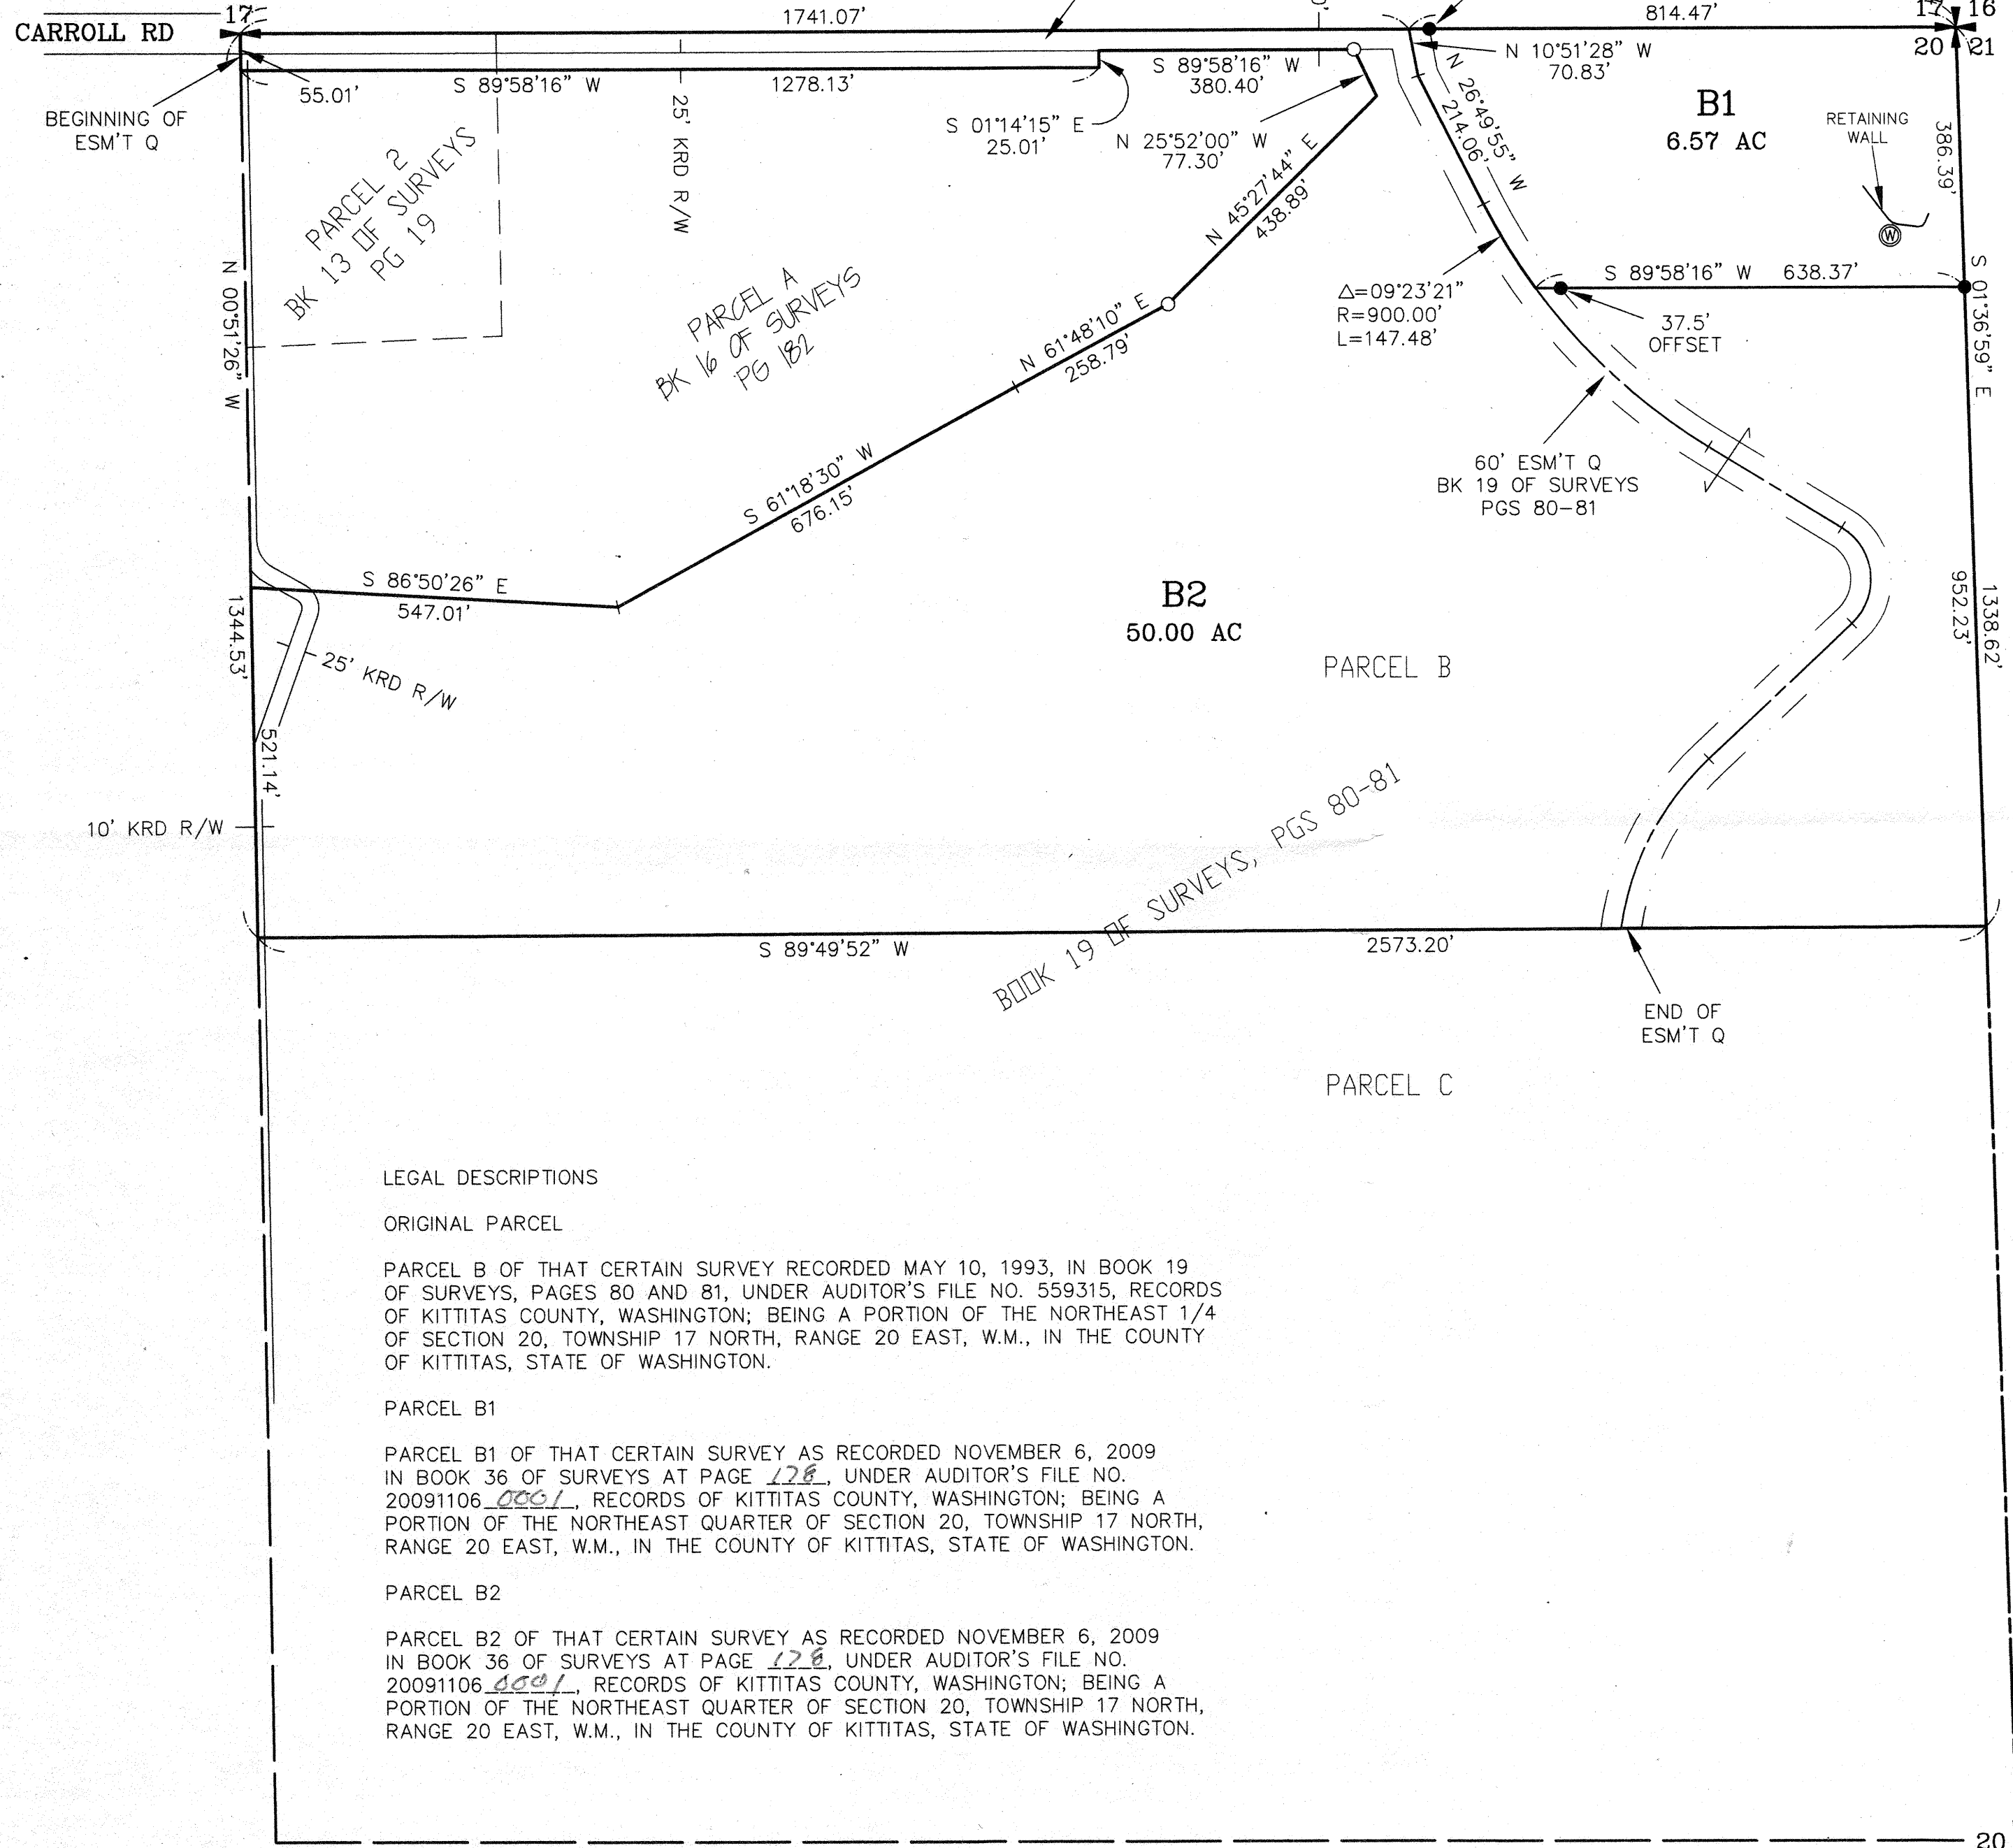 17
1741.07'
814.47'
17 16
CARROLL RD
20 21
N 10°51'28" W
70.83'
S 89°58'16" W
380.40'
55.01'
S 89°58'16" W 1278.13'
BEGINNING OF
ESM'T Q
25' KRD R/W
S 01°14'15" E
25.01'
N 25°52'00" W
77.30'
N 26°49'55" W
214.06'
B1
6.57 AC
RETAINING
WALL
W
386.39'
PARCEL 2
BK 13 OF SURVEYS
PG 19
N 45°27'44" E
438.89'
N 00°51'26" W
PARCEL A
BK 16 OF SURVEYS
PG 182
S 89°58'16" W 638.37'
S 01°36'59" E
Δ=09°23'21"
R=900.00'
L=147.48'
37.5'
OFFSET
N 61°48'10" E
258.79'
60' ESM'T Q
BK 19 OF SURVEYS
PGS 80-81
S 61°18'30" W
676.15'
S 86°50'26" E
547.01'
B2
50.00 AC
1344.53'
952.23'
1338.62'
25' KRD R/W
PARCEL B
521.14'
10' KRD R/W
BOOK 19 OF SURVEYS, PGS 80-81
S 89°49'52" W
2573.20'
END OF
ESM'T Q
PARCEL C
LEGAL DESCRIPTIONS
ORIGINAL PARCEL
PARCEL B OF THAT CERTAIN SURVEY RECORDED MAY 10, 1993, IN BOOK 19
OF SURVEYS, PAGES 80 AND 81, UNDER AUDITOR'S FILE NO. 559315, RECORDS
OF KITTITAS COUNTY, WASHINGTON; BEING A PORTION OF THE NORTHEAST 1/4
OF SECTION 20, TOWNSHIP 17 NORTH, RANGE 20 EAST, W.M., IN THE COUNTY
OF KITTITAS, STATE OF WASHINGTON.
PARCEL B1
PARCEL B1 OF THAT CERTAIN SURVEY AS RECORDED NOVEMBER 6, 2009
IN BOOK 36 OF SURVEYS AT PAGE 178, UNDER AUDITOR'S FILE NO.
20091106 0001, RECORDS OF KITTITAS COUNTY, WASHINGTON; BEING A
PORTION OF THE NORTHEAST QUARTER OF SECTION 20, TOWNSHIP 17 NORTH,
RANGE 20 EAST, W.M., IN THE COUNTY OF KITTITAS, STATE OF WASHINGTON.
PARCEL B2
PARCEL B2 OF THAT CERTAIN SURVEY AS RECORDED NOVEMBER 6, 2009
IN BOOK 36 OF SURVEYS AT PAGE 178, UNDER AUDITOR'S FILE NO.
20091106 0001, RECORDS OF KITTITAS COUNTY, WASHINGTON; BEING A
PORTION OF THE NORTHEAST QUARTER OF SECTION 20, TOWNSHIP 17 NORTH,
RANGE 20 EAST, W.M., IN THE COUNTY OF KITTITAS, STATE OF WASHINGTON.
20